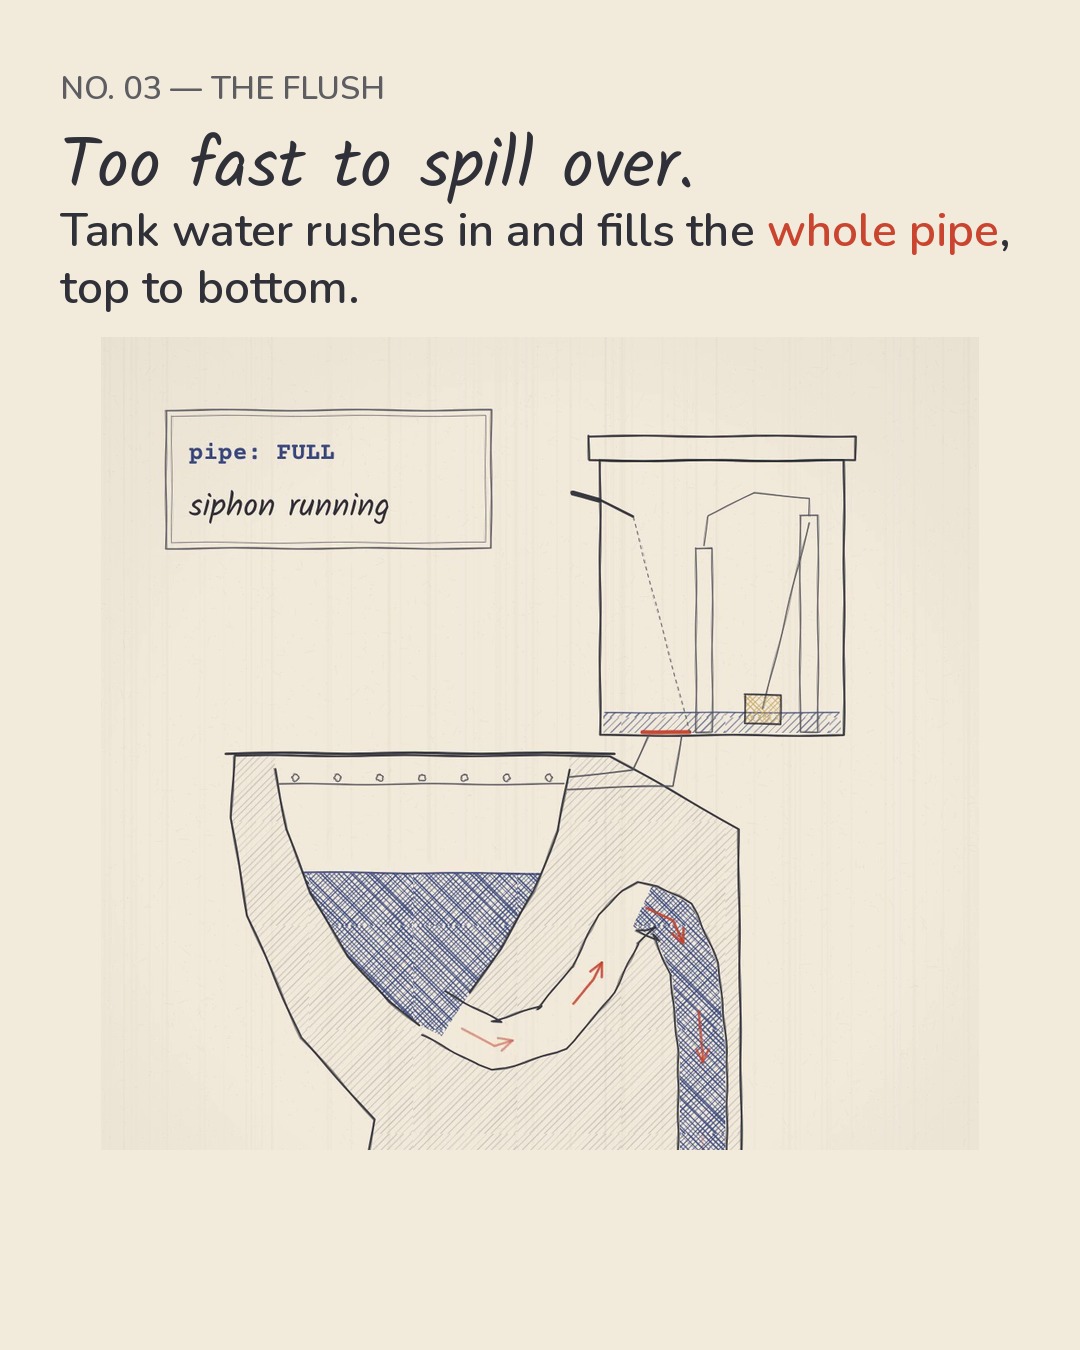 NO. 03 — THE FLUSH
Too fast to spill over.
Tank water rushes in and fills the whole pipe,
top to bottom.
pipe: FULL
siphon running